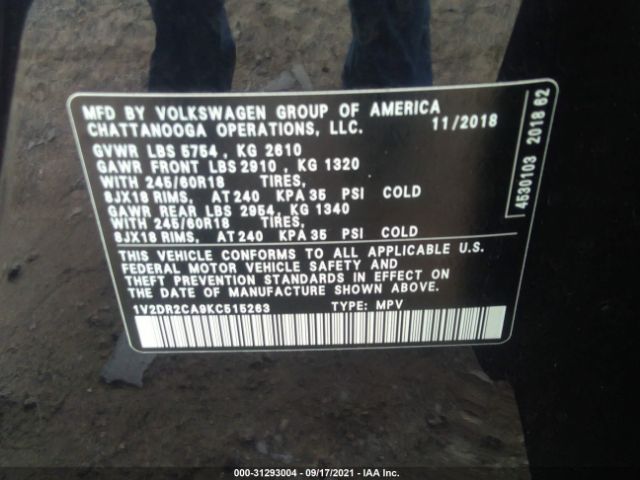 MFD BY VOLKSWAGEN GROUP OF AMERICA
CHATTANOOGA OPERATIONS, LLC. 11/2018
GVWR LBS 5754 , KG 2610
GAWR FRONT LBS 2910 , KG 1320
WITH 245/60R18 TIRES,
8JX18 RIMS, AT 240 KPA 35 PSI COLD
GAWR REAR LBS 2954 , KG 1340
WITH 245/60R18 TIRES,
8JX18 RIMS, AT 240 KPA 35 PSI COLD
THIS VEHICLE CONFORMS TO ALL APPLICABLE U.S.
FEDERAL MOTOR VEHICLE SAFETY AND
THEFT PREVENTION STANDARDS IN EFFECT ON
THE DATE OF MANUFACTURE SHOWN ABOVE.
1V2DR2CA9KC515263 TYPE: MPV
4530103 2018 62
000-31293004 - 09/17/2021 - IAA Inc.